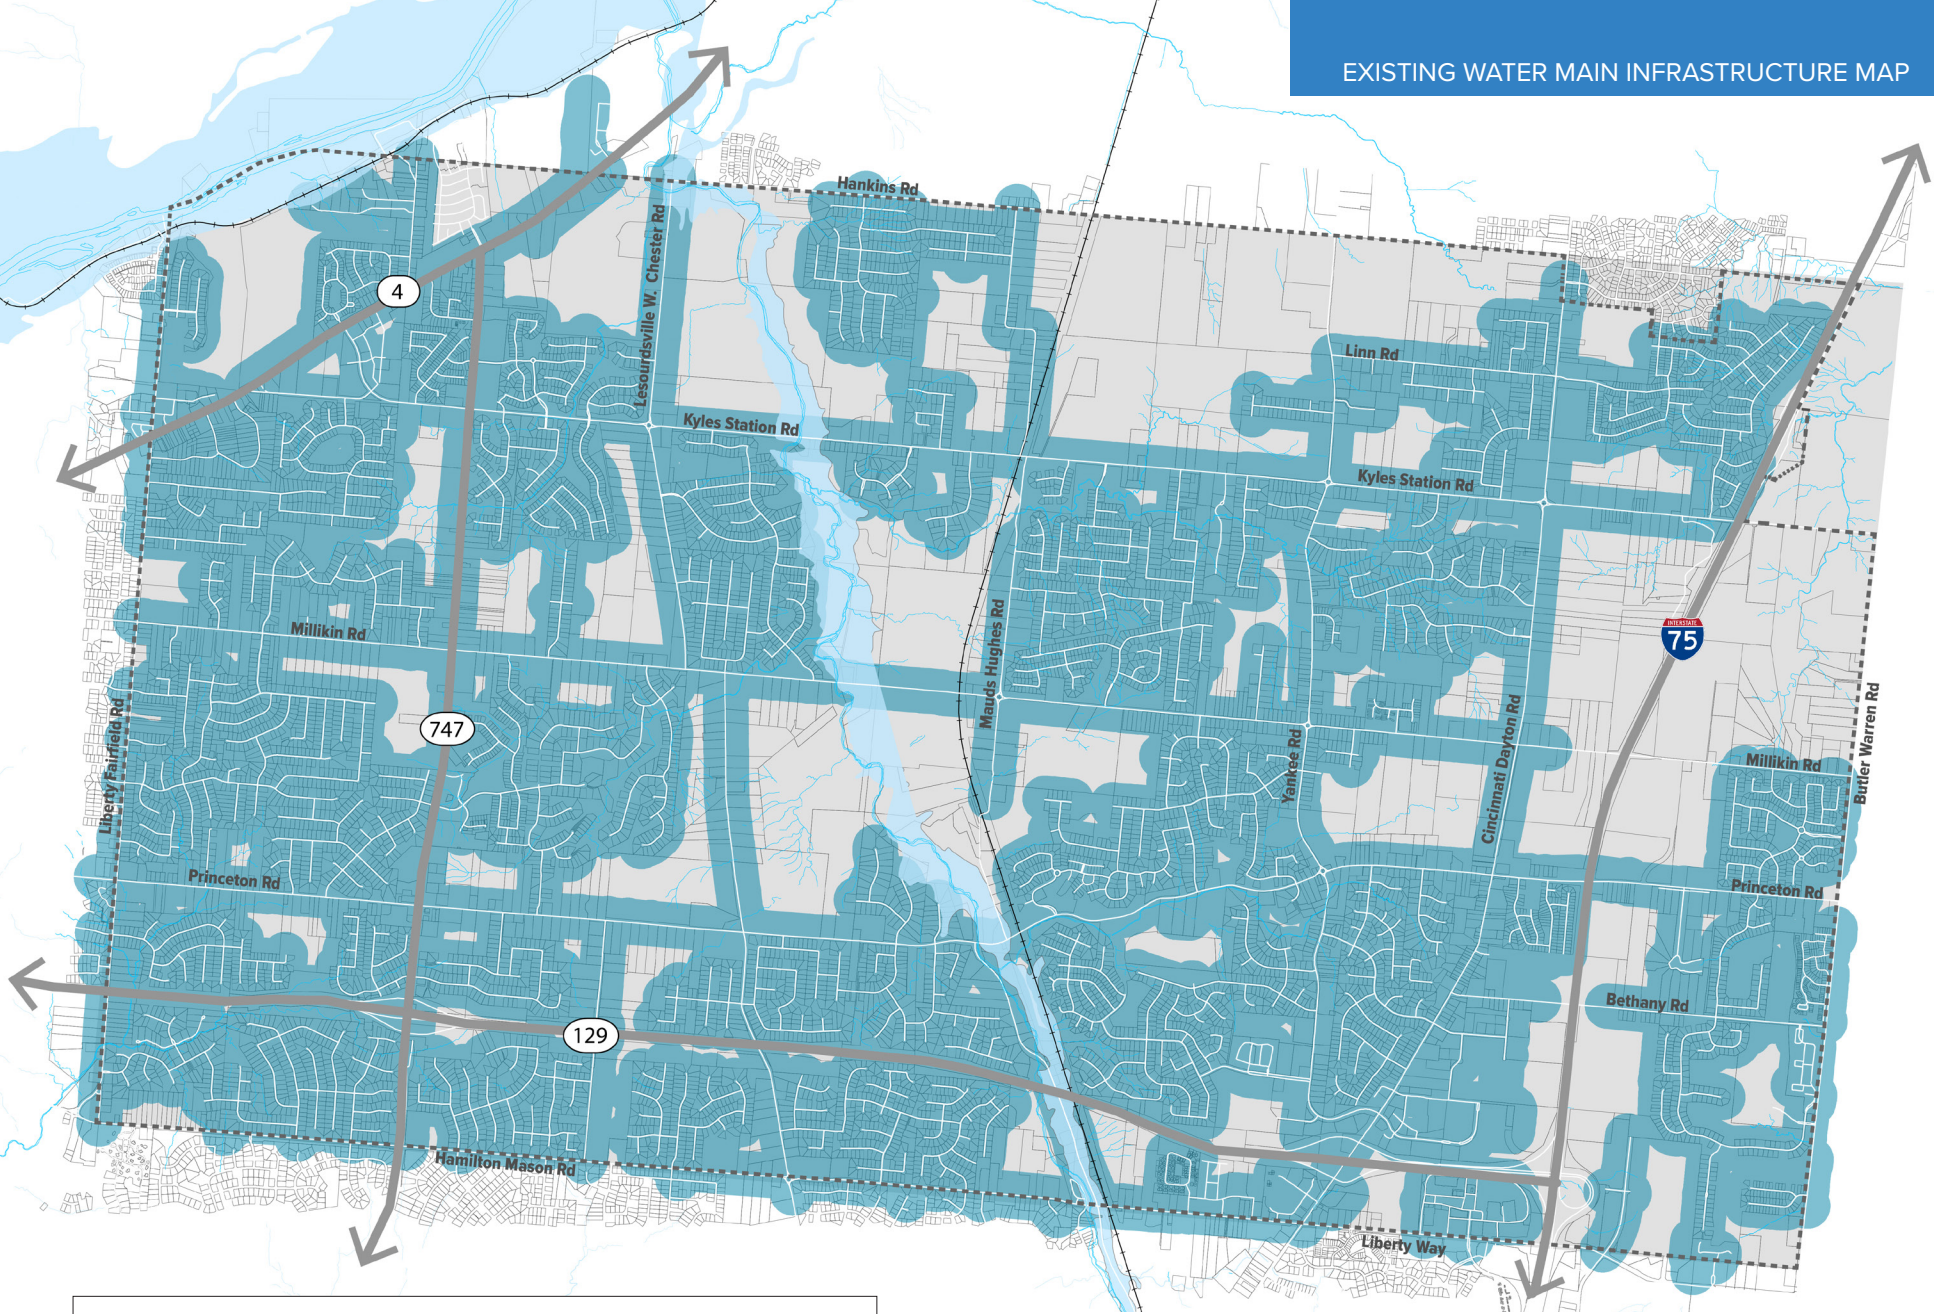 EXISTING WATER MAIN INFRASTRUCTURE MAP
Hankins Rd
Lesourdsville W. Chester Rd
4
Linn Rd
Kyles Station Rd
Kyles Station Rd
Millikin Rd
Mauds Hughes Rd
INTERSTATE
75
Liberty Fairfield Rd
747
Yankee Rd
Cincinnati Dayton Rd
Butler Warren Rd
Millikin Rd
Princeton Rd
Princeton Rd
Bethany Rd
129
Hamilton Mason Rd
Liberty Way